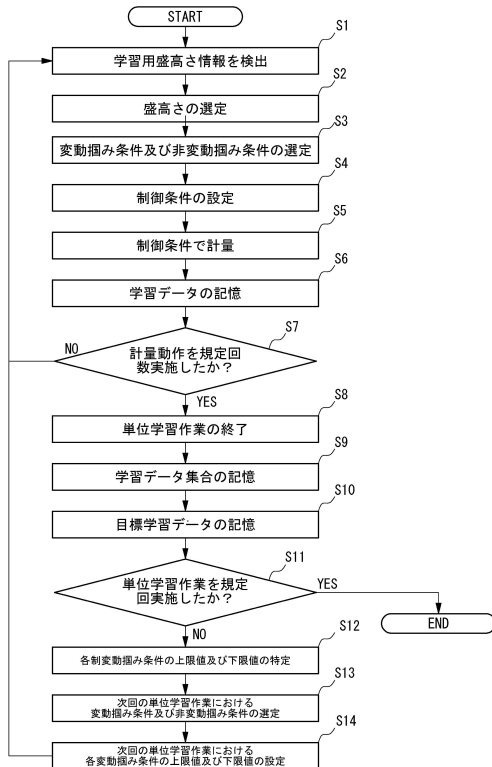 START
S1
学習用盛高さ情報を検出
S2
盛高さの選定
S3
変動掴み条件及び非変動掴み条件の選定
S4
制御条件の設定
S5
制御条件で計量
S6
学習データの記憶
S7
NO
計量動作を規定回
数実施したか？
YES
S8
単位学習作業の終了
S9
学習データ集合の記憶
S10
目標学習データの記憶
S11
単位学習作業を規定
回実施したか？
YES
END
NO
S12
各制変動掴み条件の上限値及び下限値の特定
S13
次回の単位学習作業における
変動掴み条件及び非変動掴み条件の選定
S14
次回の単位学習作業における
各変動掴み条件の上限値及び下限値の設定